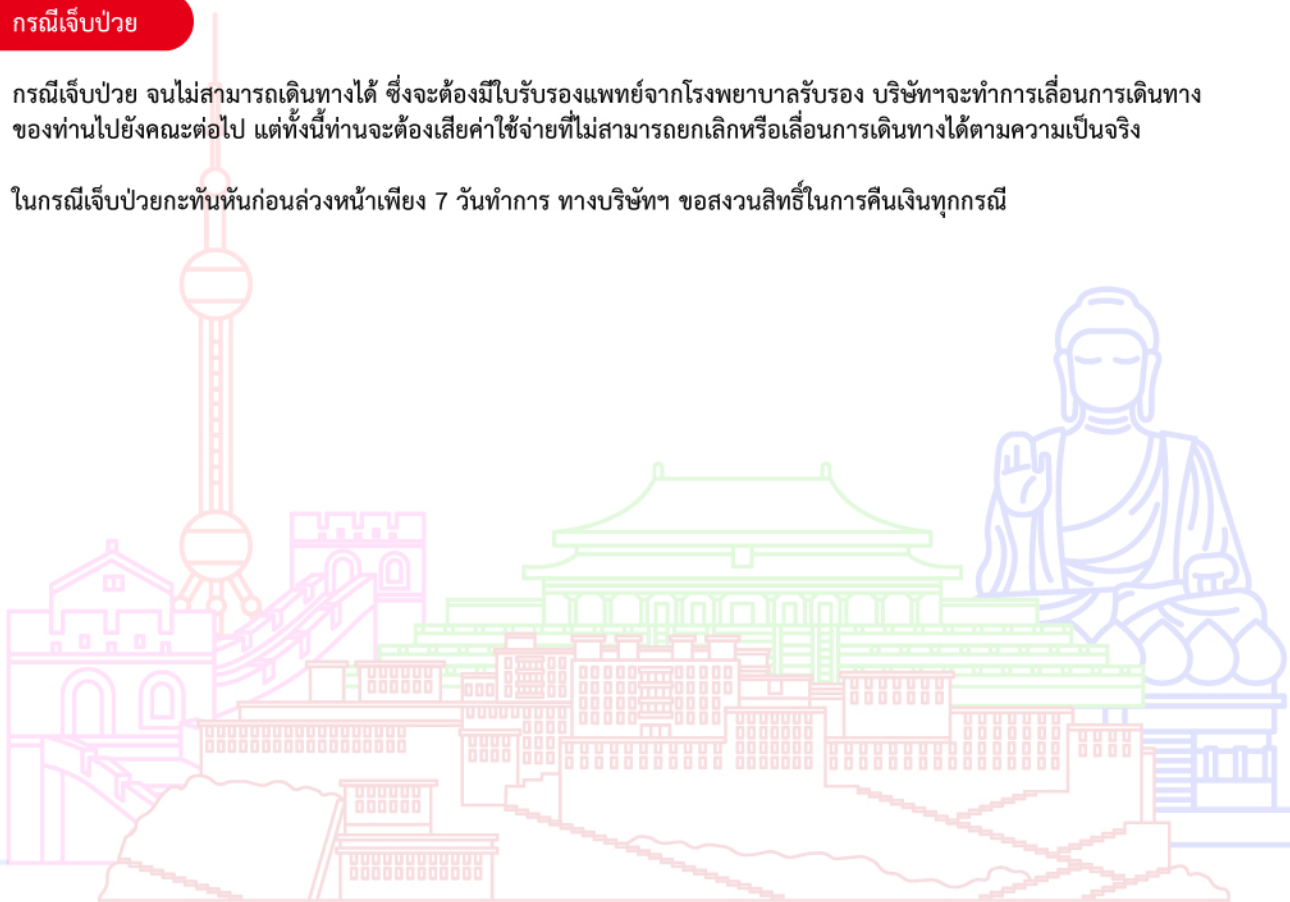 กรณีเจ็บป่วย
กรณีเจ็บป่วย จนไม่สามารถเดินทางได้ ซึ่งจะต้องมีใบรับรองแพทย์จากโรงพยาบาลรับรอง บริษัทฯจะทำการเลื่อนการเดินทาง
ของท่านไปยังคณะต่อไป แต่ทั้งนี้ท่านจะต้องเสียค่าใช้จ่ายที่ไม่สามารถยกเลิกหรือเลื่อนการเดินทางได้ตามความเป็นจริง
ในกรณีเจ็บป่วยกะทันหันก่อนล่วงหน้าเพียง 7 วันทำการ ทางบริษัทฯ ขอสงวนสิทธิ์ในการคืนเงินทุกกรณี